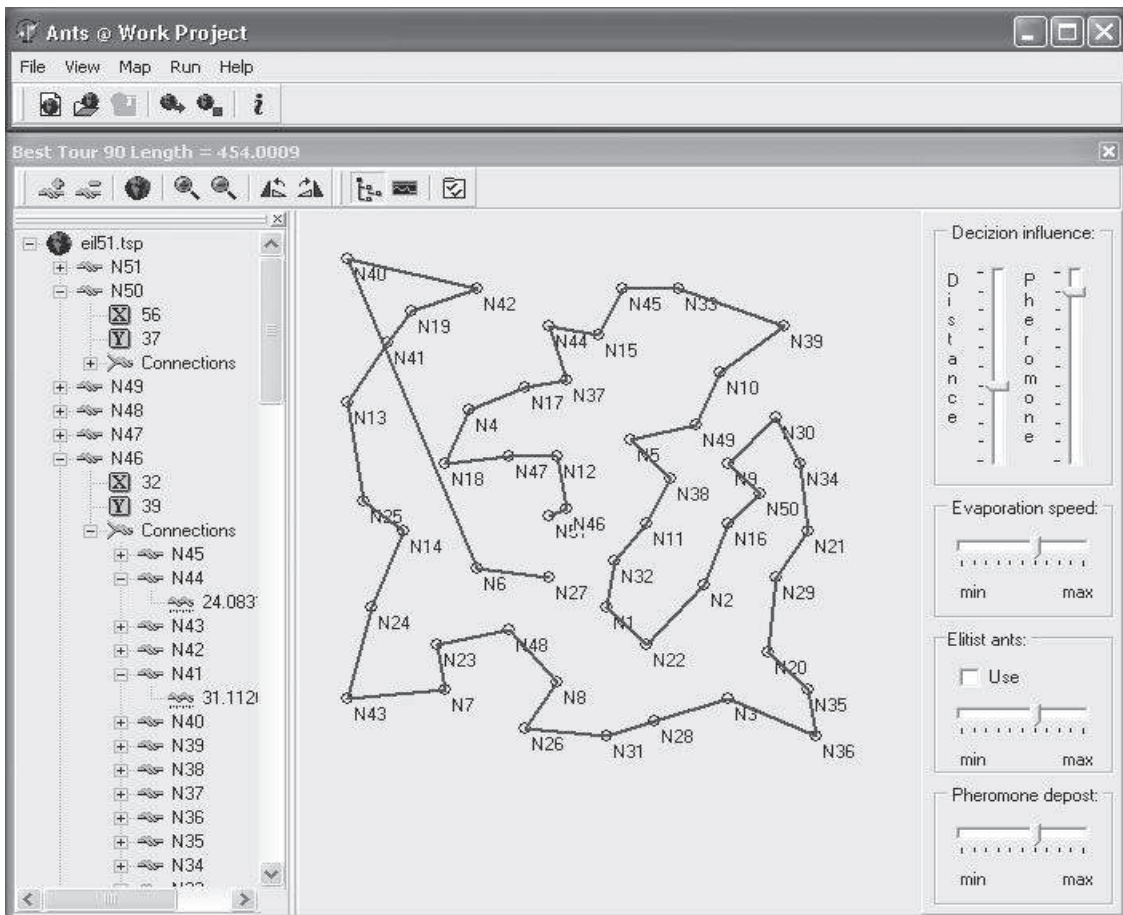 Ants @ Work Project
File View Map Run Help
Best Tour 90 Length = 454.0009
eil51.tsp
N51
N50
X 56
Y 37
Connections
N49
N48
N47
N46
X 32
Y 39
Connections
N45
N44
24.083
N43
N42
N41
31.112
N40
N39
N38
N37
N36
N35
N34
N40
N42
N45
N33
N19
N44
N15
N39
N41
N37
N10
N17
N13
N4
N49
N30
N5
N18
N47
N12
N9
N34
N38
N50
N25
N46
N14
N11
N16
N21
N32
N6
N27
N29
N2
N24
N1
N48
N22
N23
N20
N7
N8
N35
N43
N3
N26
N31
N28
N36
Decizion influence:
Distance
Pheromone
Evaporation speed:
min max
Elitist ants:
Use
min max
Pheromone depost:
min max